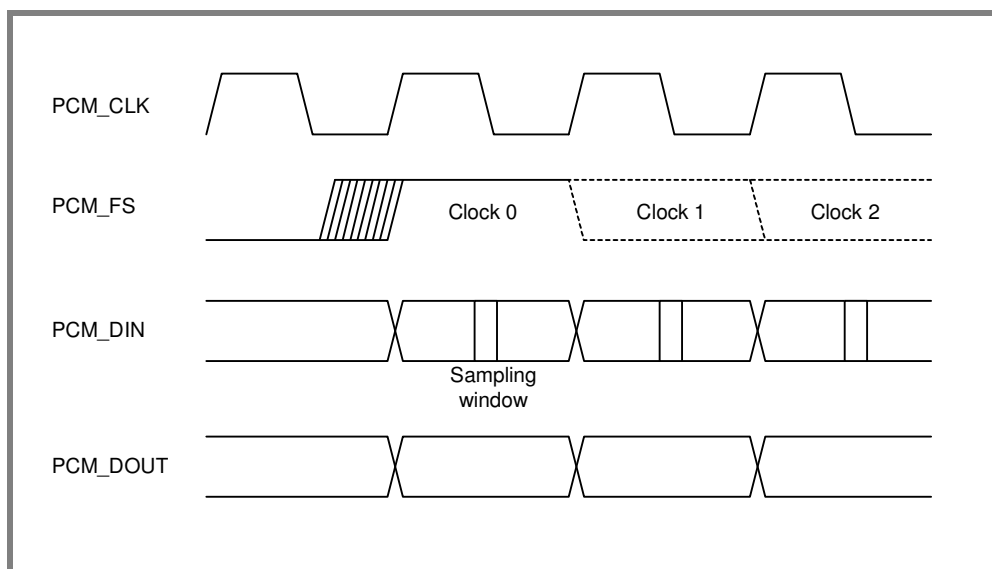 PCM_CLK
PCM_FS
Clock 0
Clock 1
Clock 2
PCM_DIN
Sampling
window
PCM_DOUT